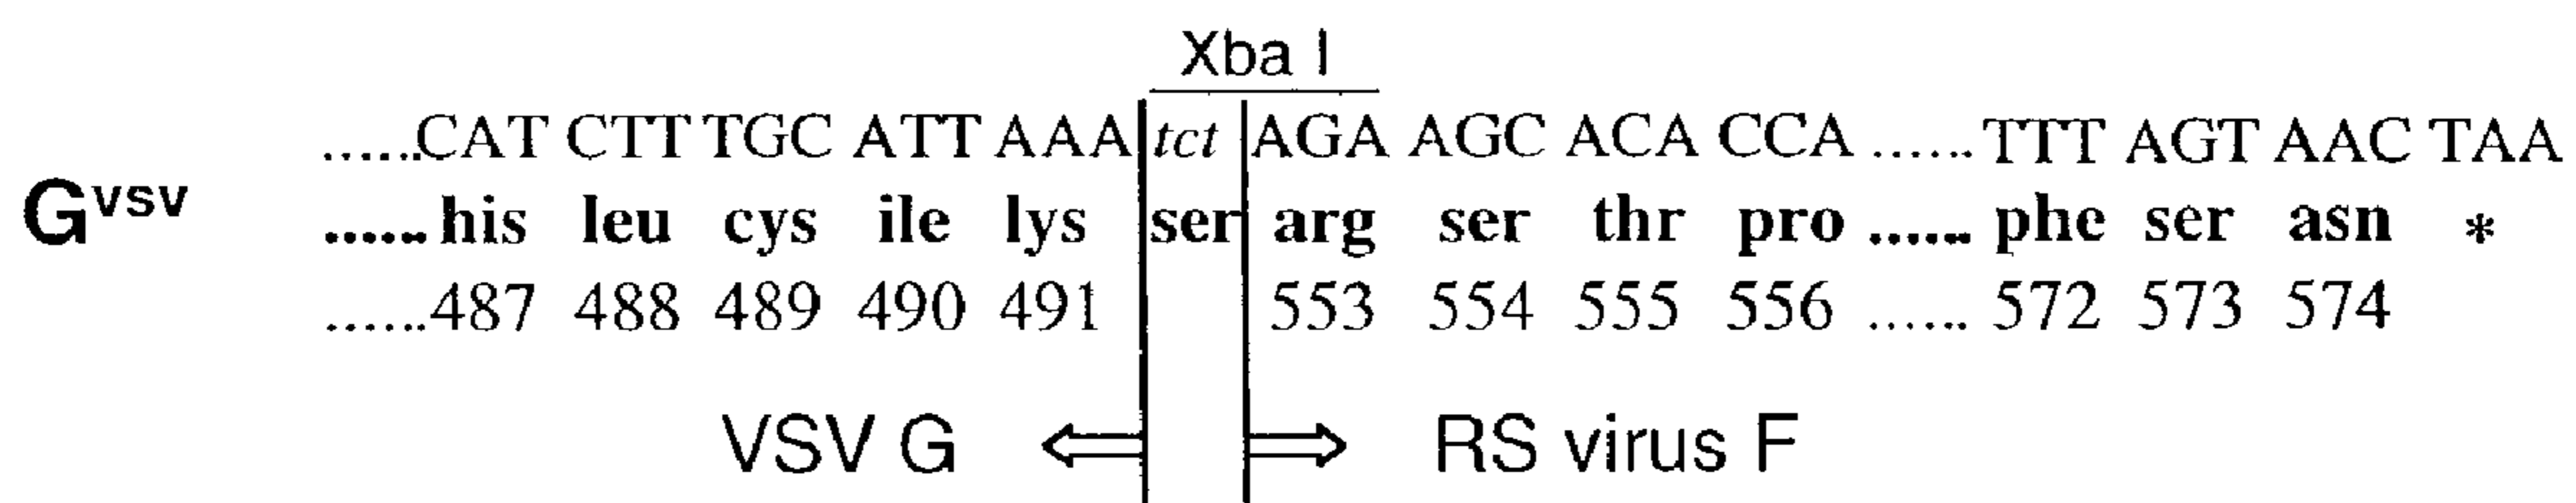 Xba I
......CAT CTT TGC ATT AAA tct AGA AGC ACA CCA ...... TTT AGT AAC TAA
Gvsv ......his leu cys ile lys ser arg ser thr pro ...... phe ser asn *
......487 488 489 490 491 553 554 555 556 ...... 572 573 574
VSV G RS virus F